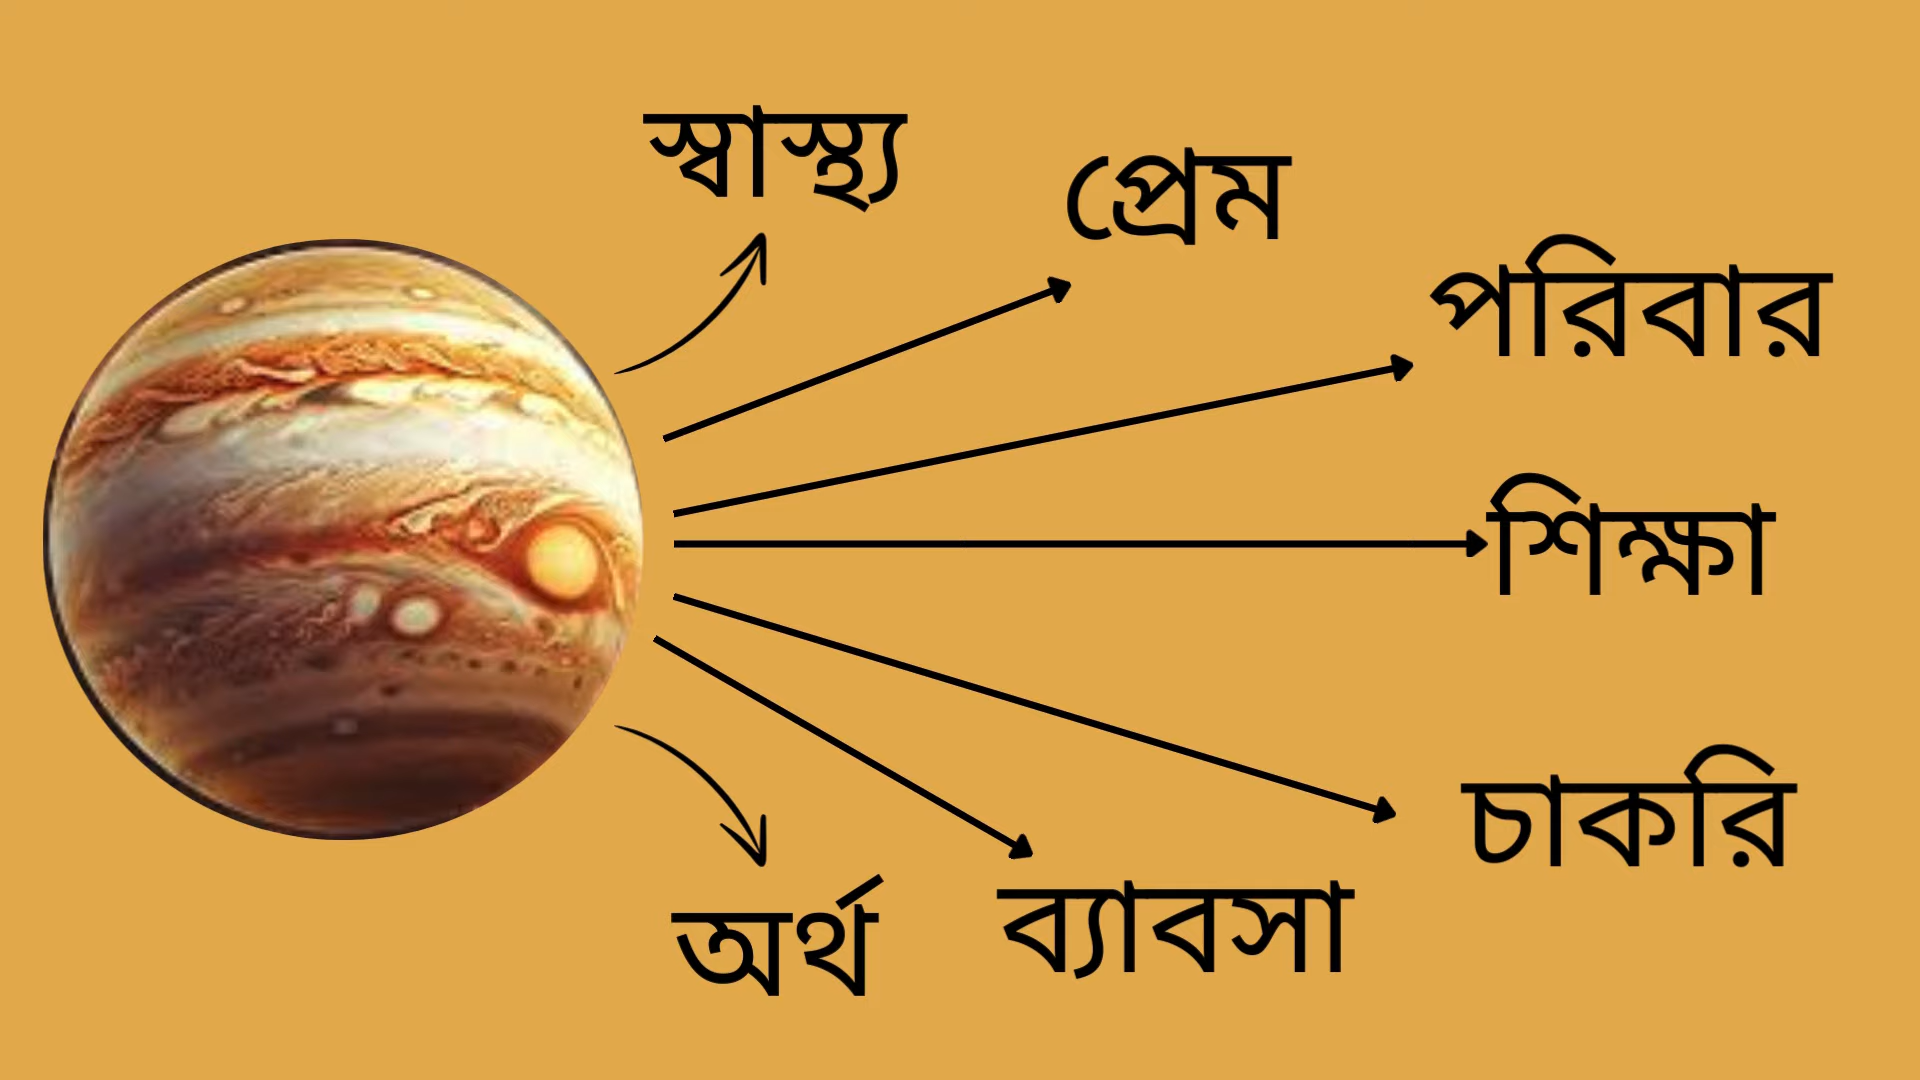 স্বাস্থ্য
প্রেম
পরিবার
শিক্ষা
চাকরি
ব্যাবসা
অর্থ